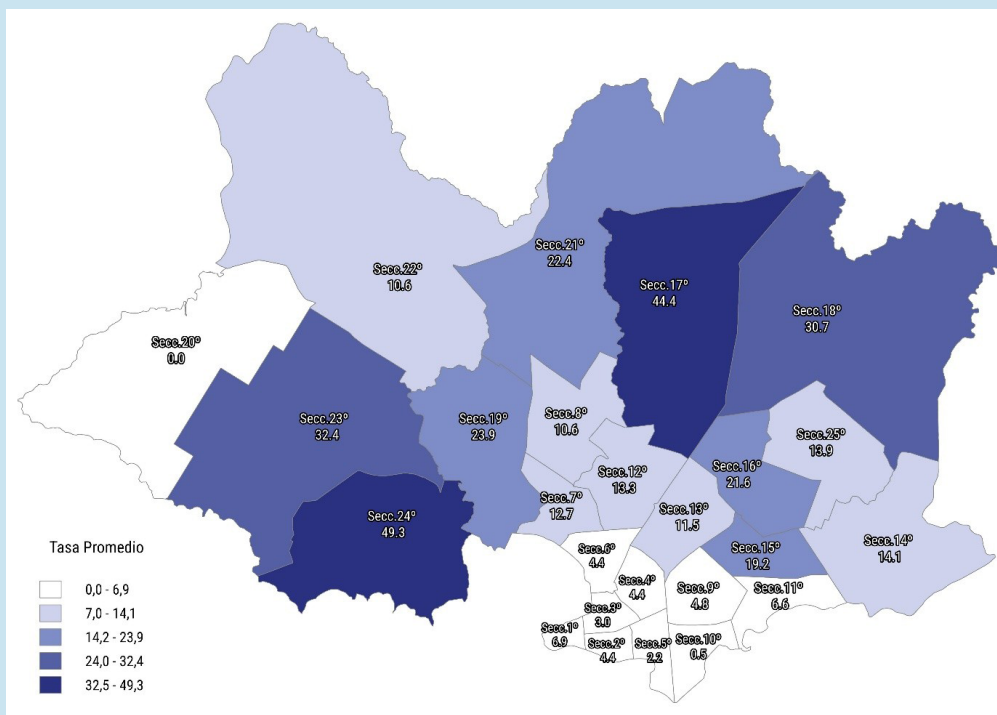 Secc.21º
22.4
Secc.22º
10.6
Secc.17º
44.4
Secc.18º
30.7
Secc.20º
0.0
Secc.23º
32.4
Secc.19º
23.9
Secc.8º
10.6
Secc.25º
13.9
Secc.12º
13.3
Secc.16º
21.6
Secc.7º
12.7
Secc.13º
11.5
Secc.24º
49.3
Secc.14º
14.1
Secc.6º
4.4
Secc.15º
19.2
Secc.4º
4.4
Secc.9º
4.8
Secc.11º
6.6
Secc.3º
3.0
Secc.1º
6.9
Secc.2º
4.4
Secc.5º
2.2
Secc.10º
0.5
Tasa Promedio
0,0 - 6,9
7,0 - 14,1
14,2 - 23,9
24,0 - 32,4
32,5 - 49,3